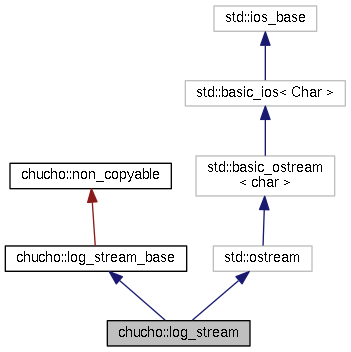 std::ios_base
std::basic_ios< Char >
std::basic_ostream
< char >
chucho::non_copyable
chucho::log_stream_base
std::ostream
chucho::log_stream